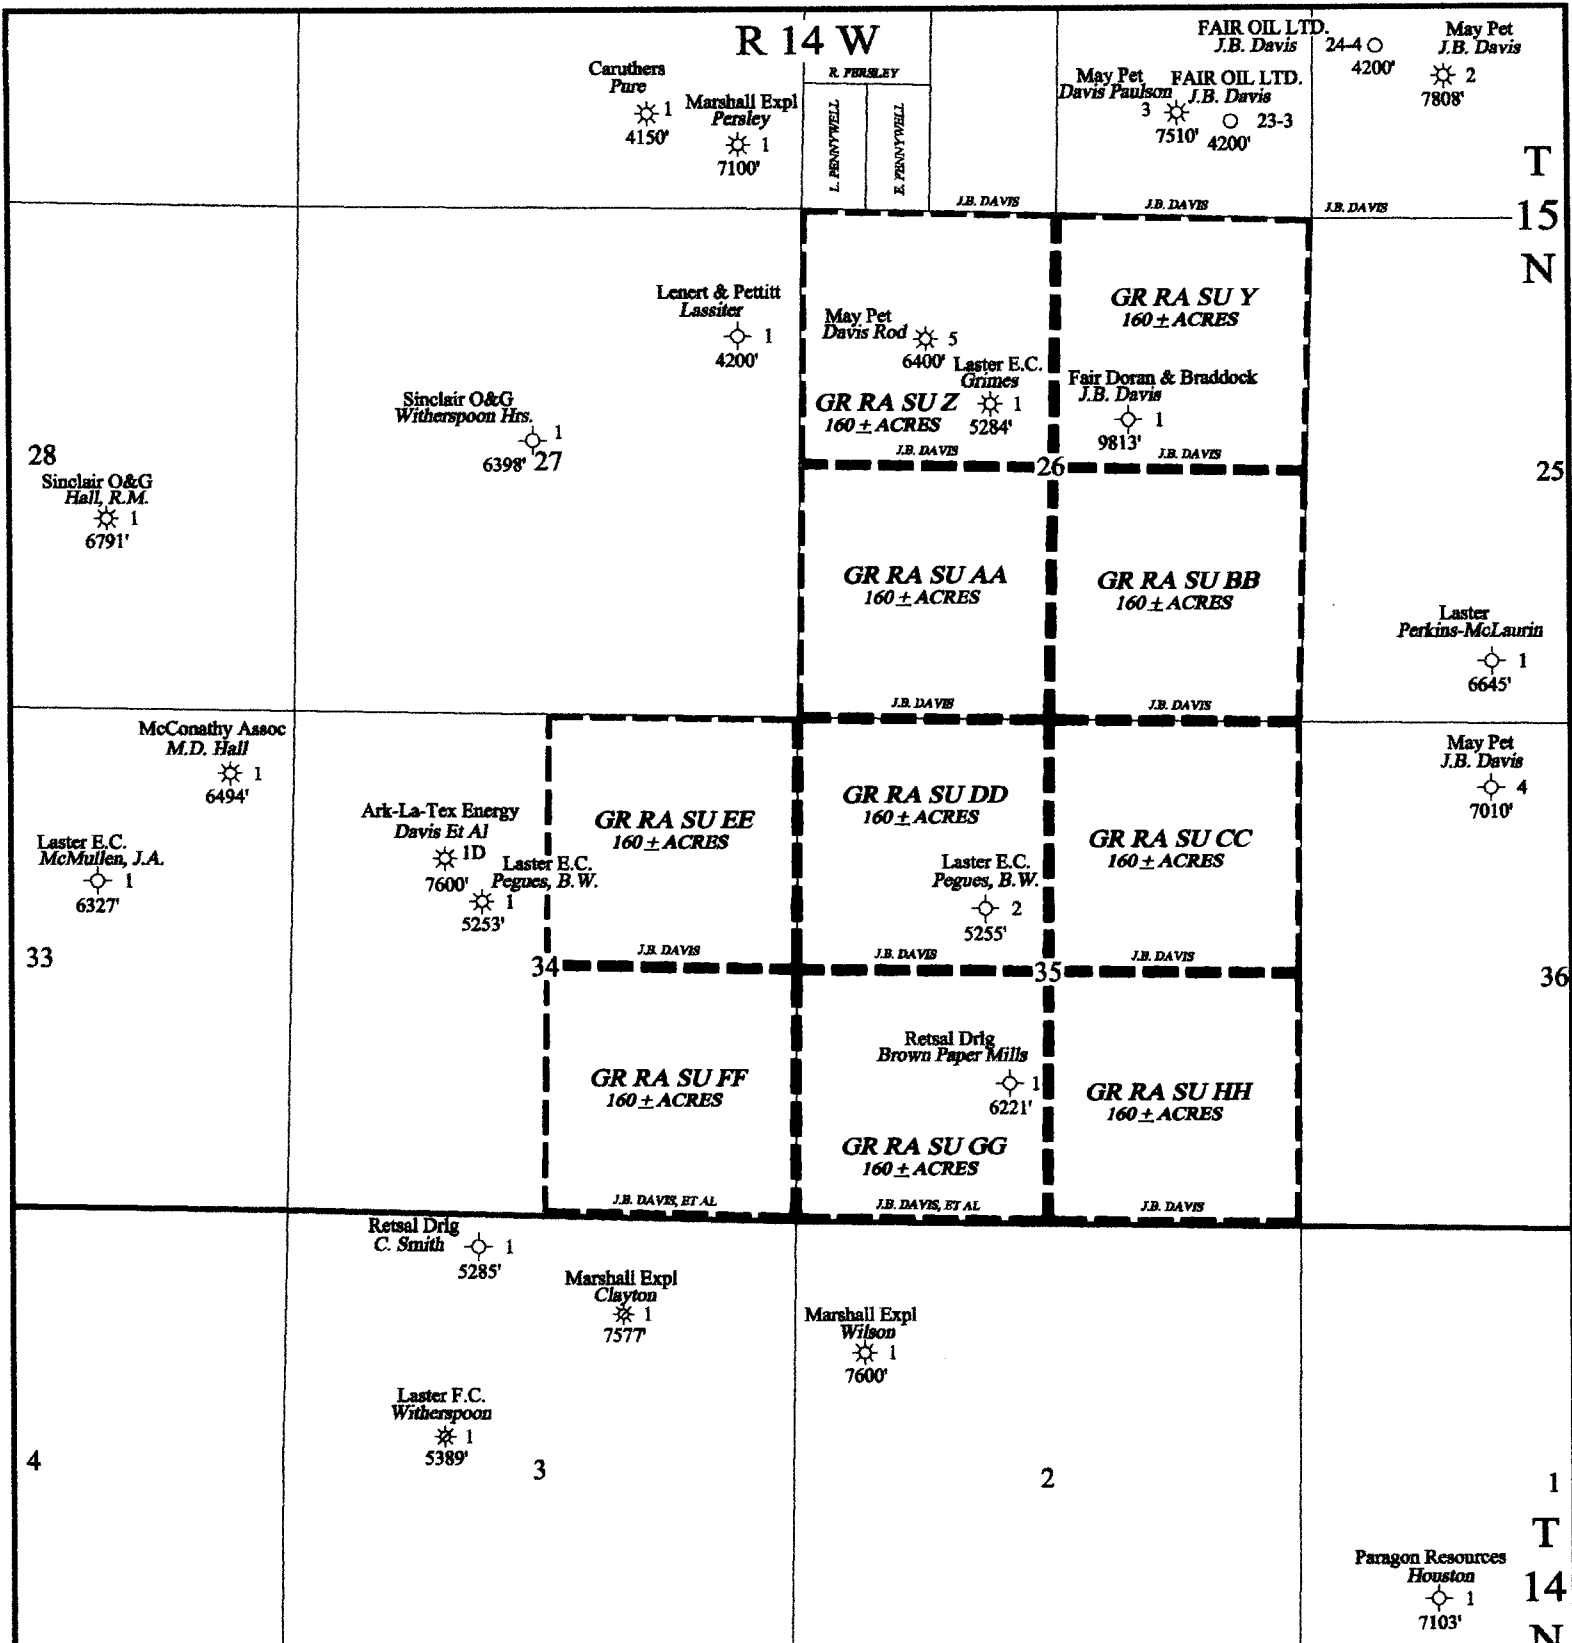 R 14 W
FAIR OIL LTD.
J.B. Davis
24-4
4200'
May Pet
J.B. Davis
2
7808'
Caruthers
Pure
1
4150'
Marshall Expl
Persley
1
7100'
R. PERSLEY
L. PENNYWELL
E. PENNYWELL
May Pet
Davis Paulson
3
7510'
FAIR OIL LTD.
J.B. Davis
23-3
4200'
T
15
N
J.B. DAVIS
J.B. DAVIS
J.B. DAVIS
Lenert & Pettitt
Lassiter
1
4200'
May Pet
Davis Rod
5
6400'
Laster E.C.
Grimes
1
5284'
GR RA SU Z
160 ± ACRES
J.B. DAVIS
GR RA SU Y
160 ± ACRES
Fair Doran & Braddock
J.B. Davis
1
9813'
J.B. DAVIS
Sinclair O&G
Witherspoon Hrs.
1
6398'
27
28
Sinclair O&G
Hall, R.M.
1
6791'
26
25
GR RA SU AA
160 ± ACRES
J.B. DAVIS
GR RA SU BB
160 ± ACRES
J.B. DAVIS
Laster
Perkins-McLaurin
1
6645'
McConathy Assoc
M.D. Hall
1
6494'
Laster E.C.
McMullen, J.A.
1
6327'
Ark-La-Tex Energy
Davis Et Al
1D
7600'
Laster E.C.
Pegues, B.W.
1
5253'
GR RA SU EE
160 ± ACRES
J.B. DAVIS
GR RA SU DD
160 ± ACRES
Laster E.C.
Pegues, B.W.
2
5255'
J.B. DAVIS
GR RA SU CC
160 ± ACRES
J.B. DAVIS
May Pet
J.B. Davis
4
7010'
33
34
35
36
GR RA SU FF
160 ± ACRES
J.B. DAVIS, ET AL
Retsal Drlg
Brown Paper Mills
1
6221'
GR RA SU GG
160 ± ACRES
J.B. DAVIS, ET AL
GR RA SU HH
160 ± ACRES
J.B. DAVIS
Retsal Drlg
C. Smith
1
5285'
Marshall Expl
Clayton
1
7577'
Marshall Expl
Wilson
1
7600'
Laster F.C.
Witherspoon
1
5389'
4
3
2
1
T
14
N
Paragon Resources
Houston
1
7103'